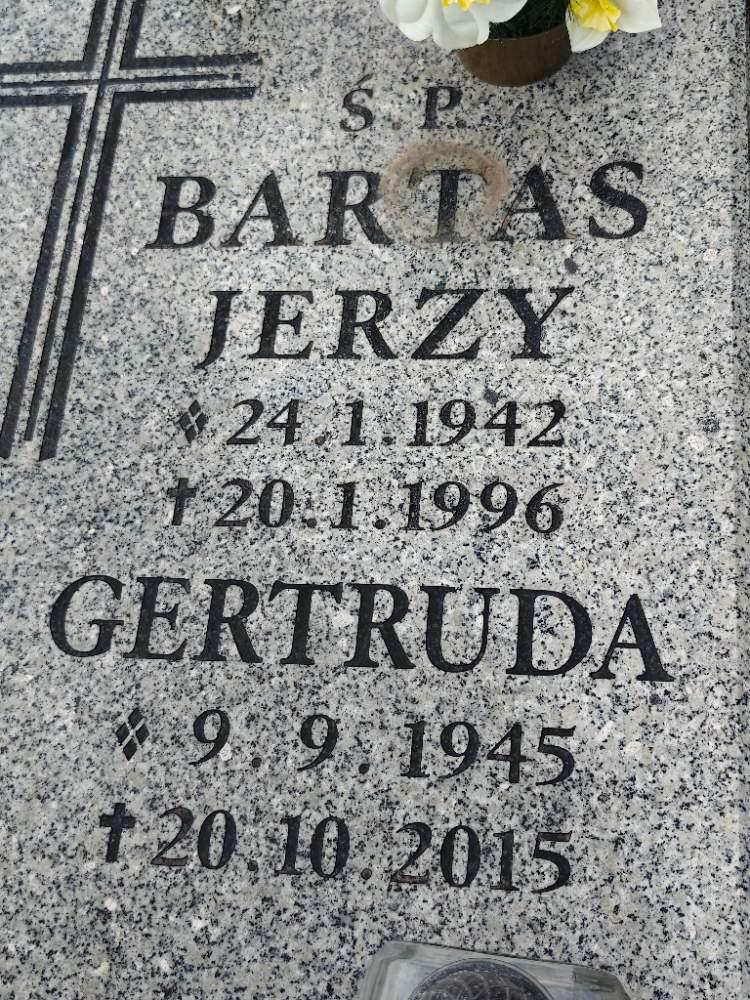 Ś. P.
BARTAS
JERZY
❖ 24.1.1942
✝ 20.1.1996
GERTRUDA
❖ 9.9.1945
✝ 20.10.2015